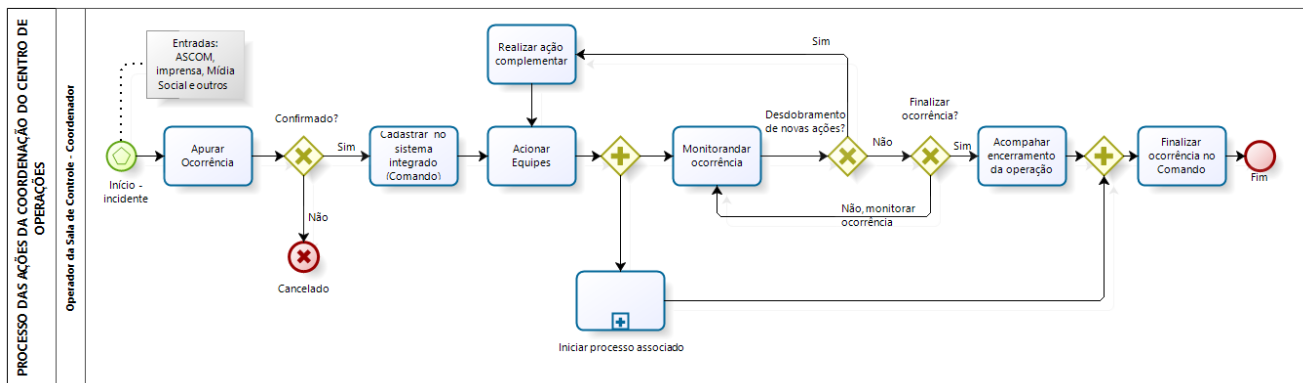 PROCESSO DAS AÇÕES DA COORDENAÇÃO DO CENTRO DE
OPERAÇÕES
Operador da Sala de Controle - Coordenador
Entradas:
ASCOM,
imprensa, Mídia
Social e outros
Início -
incidente
Apurar
Ocorrência
Confirmado?
Sim
Não
Cancelado
Cadastrar no
sistema
integrado
(Comando)
Realizar ação
complementar
Acionar
Equipes
Iniciar processo associado
Monitorandar
ocorrência
Sim
Desdobramento
de novas ações?
Não
Finalizar
ocorrência?
Sim
Não, monitorar
ocorrência
Acompahar
encerramento
da operação
Finalizar
ocorrência no
Comando
Fim